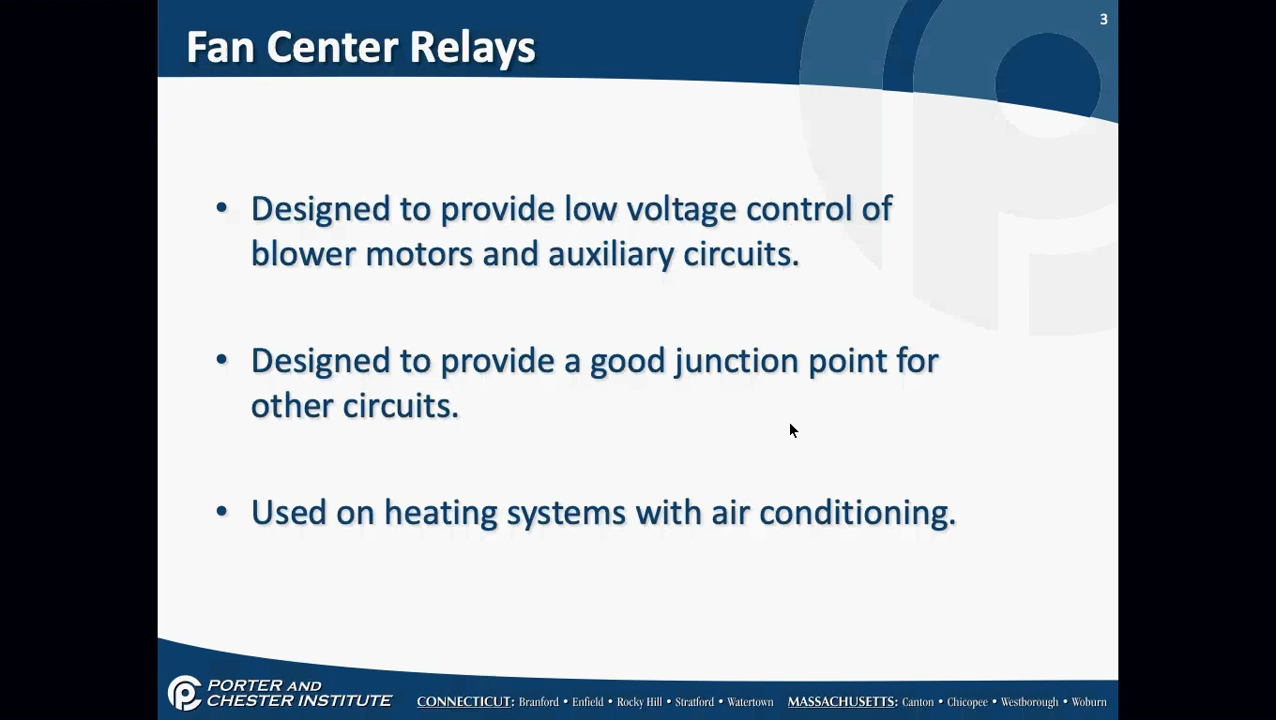 3
Fan Center Relays
• Designed to provide low voltage control of
blower motors and auxiliary circuits.
• Designed to provide a good junction point for
other circuits.
• Used on heating systems with air conditioning.
PORTER AND
CHESTER INSTITUTE
CONNECTICUT: Branford • Enfield • Rocky Hill • Stratford • Watertown MASSACHUSETTS: Canton • Chicopee • Westborough • Woburn